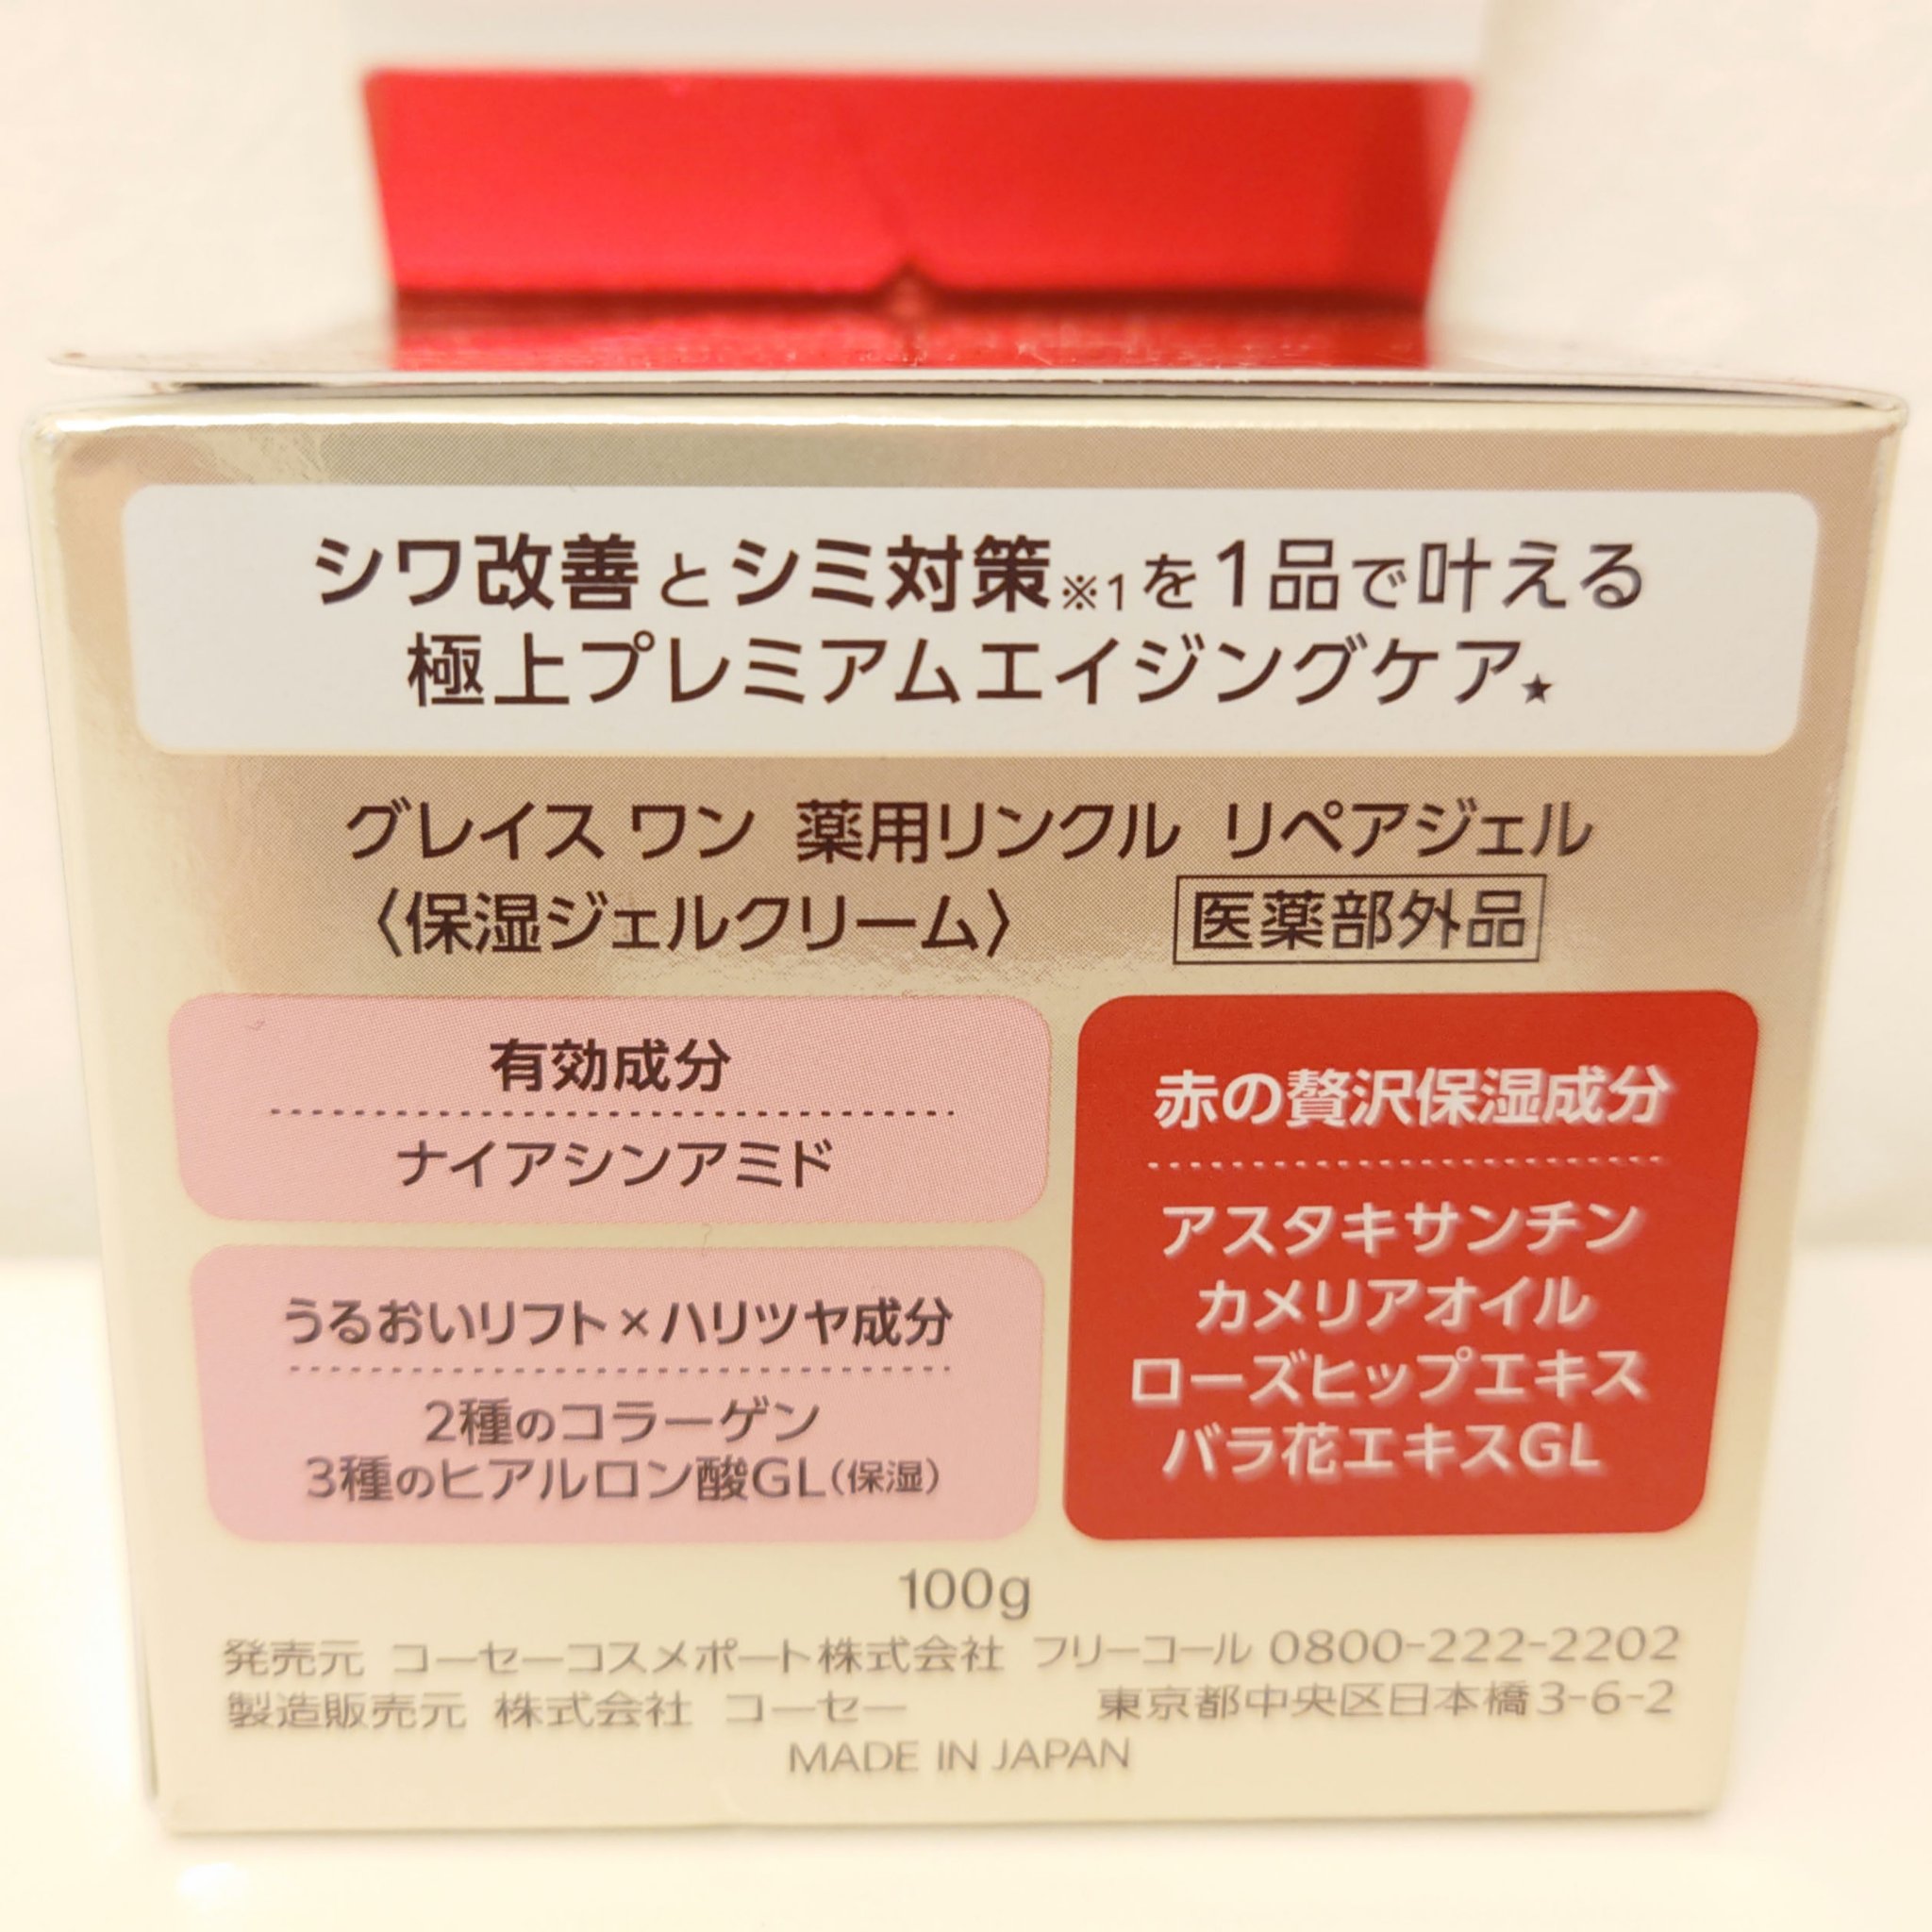 シワ改善とシミ対策※1を1品で叶える
極上プレミアムエイジングケア★
グレイス ワン 薬用リンクル リペアジェル
〈保湿ジェルクリーム〉 医薬部外品
有効成分
ナイアシンアミド
うるおいリフト×ハリツヤ成分
2種のコラーゲン
3種のヒアルロン酸GL(保湿)
赤の贅沢保湿成分
アスタキサンチン
カメリアオイル
ローズヒップエキス
バラ花エキスGL
100g
発売元 コーセーコスメポート株式会社 フリーコール 0800-222-2202
製造販売元 株式会社 コーセー 東京都中央区日本橋3-6-2
MADE IN JAPAN